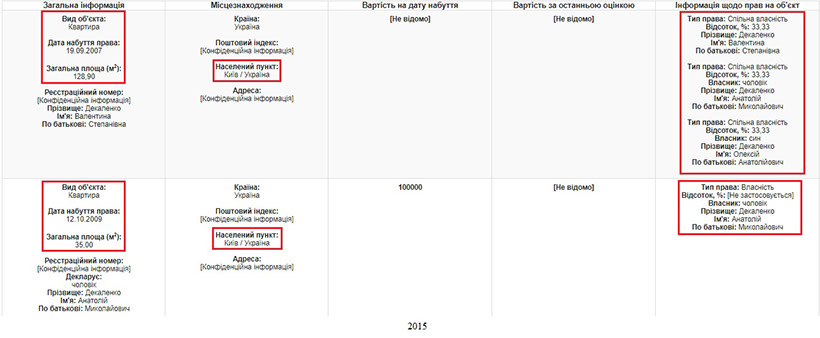 Загальна інформація
Місцезнаходження
Вартість на дату набуття
Вартість за останньою оцінкою
Інформація щодо прав на об'єкт
Вид об'єкта:
Квартира
Дата набуття права:
19.09.2007
Загальна площа (м²):
128,90
Реєстраційний номер:
[Конфіденційна інформація]
Прізвище: Декаленко
Ім'я: Валентина
По батькові: Степанівна
Країна:
Україна
Поштовий індекс:
[Конфіденційна інформація]
Населений пункт:
Київ / Україна
Адреса:
[Конфіденційна інформація]
[Не відомо]
[Не відомо]
Тип права: Спільна власність
Відсоток, %: 33,33
Прізвище: Декаленко
Ім'я: Валентина
По батькові: Степанівна
Тип права: Спільна власність
Відсоток, %: 33,33
Власник: чоловік
Прізвище: Декаленко
Ім'я: Анатолій
По батькові: Миколайович
Тип права: Спільна власність
Відсоток, %: 33,33
Власник: син
Прізвище: Декаленко
Ім'я: Олексій
По батькові: Анатолійович
Вид об'єкта:
Квартира
Дата набуття права:
12.10.2009
Загальна площа (м²):
35,00
Реєстраційний номер:
[Конфіденційна інформація]
Декларує:
чоловік
Прізвище: Декаленко
Ім'я: Анатолій
По батькові: Миколайович
Країна:
Україна
Поштовий індекс:
[Конфіденційна інформація]
Населений пункт:
Київ / Україна
Адреса:
[Конфіденційна інформація]
100000
[Не відомо]
Тип права: Власність
Відсоток, %: [Не застосовується]
Власник: чоловік
Прізвище: Декаленко
Ім'я: Анатолій
По батькові: Миколайович
2015